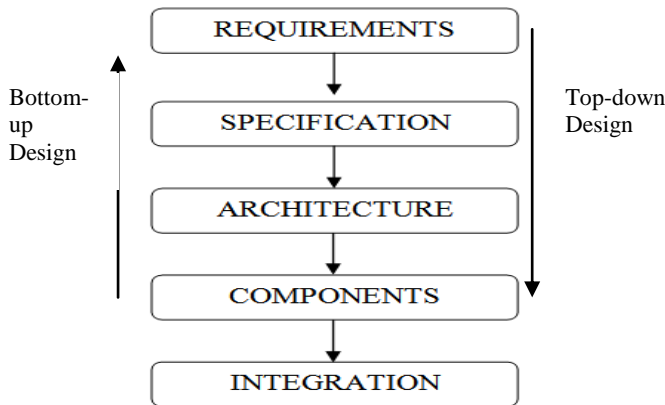 REQUIREMENTS
Bottom-
up
Design
Top-down
Design
SPECIFICATION
ARCHITECTURE
COMPONENTS
INTEGRATION